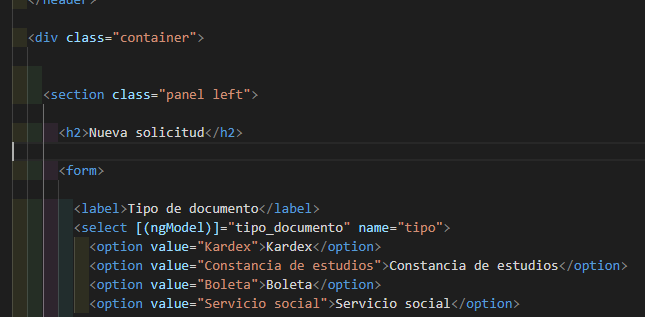 </header>
<div class="container">
<section class="panel left">
<h2>Nueva solicitud</h2>
<form>
<label>Tipo de documento</label>
<select [(ngModel)]="tipo_documento" name="tipo">
<option value="Kardex">Kardex</option>
<option value="Constancia de estudios">Constancia de estudios</option>
<option value="Boleta">Boleta</option>
<option value="Servicio social">Servicio social</option>